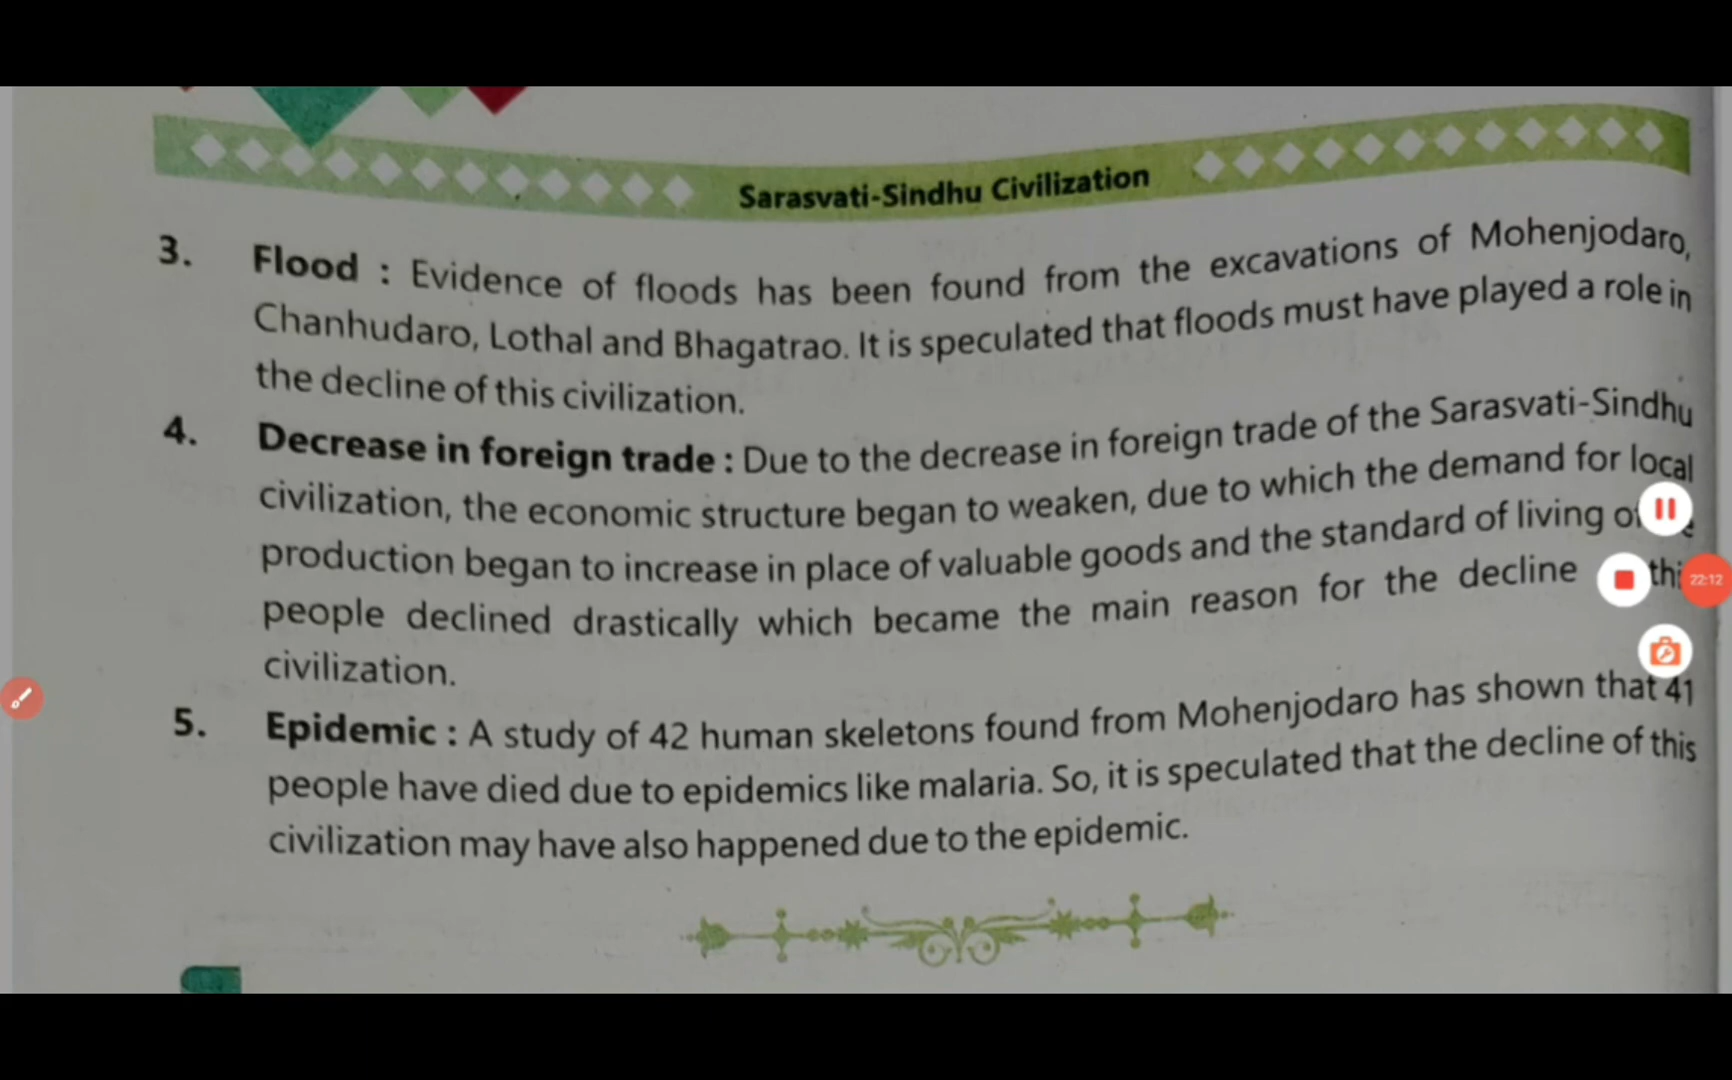 Sarasvati-Sindhu Civilization
3. Flood : Evidence of floods has been found from the excavations of Mohenjodaro,
Chanhudaro, Lothal and Bhagatrao. It is speculated that floods must have played a role in
the decline of this civilization.
4. Decrease in foreign trade : Due to the decrease in foreign trade of the Sarasvati-Sindhu
civilization, the economic structure began to weaken, due to which the demand for local
production began to increase in place of valuable goods and the standard of living
people declined drastically which became the main reason for the decline
civilization.
5. Epidemic : A study of 42 human skeletons found from Mohenjodaro has shown that 41
people have died due to epidemics like malaria. So, it is speculated that the decline of this
civilization may have also happened due to the epidemic.
22:12